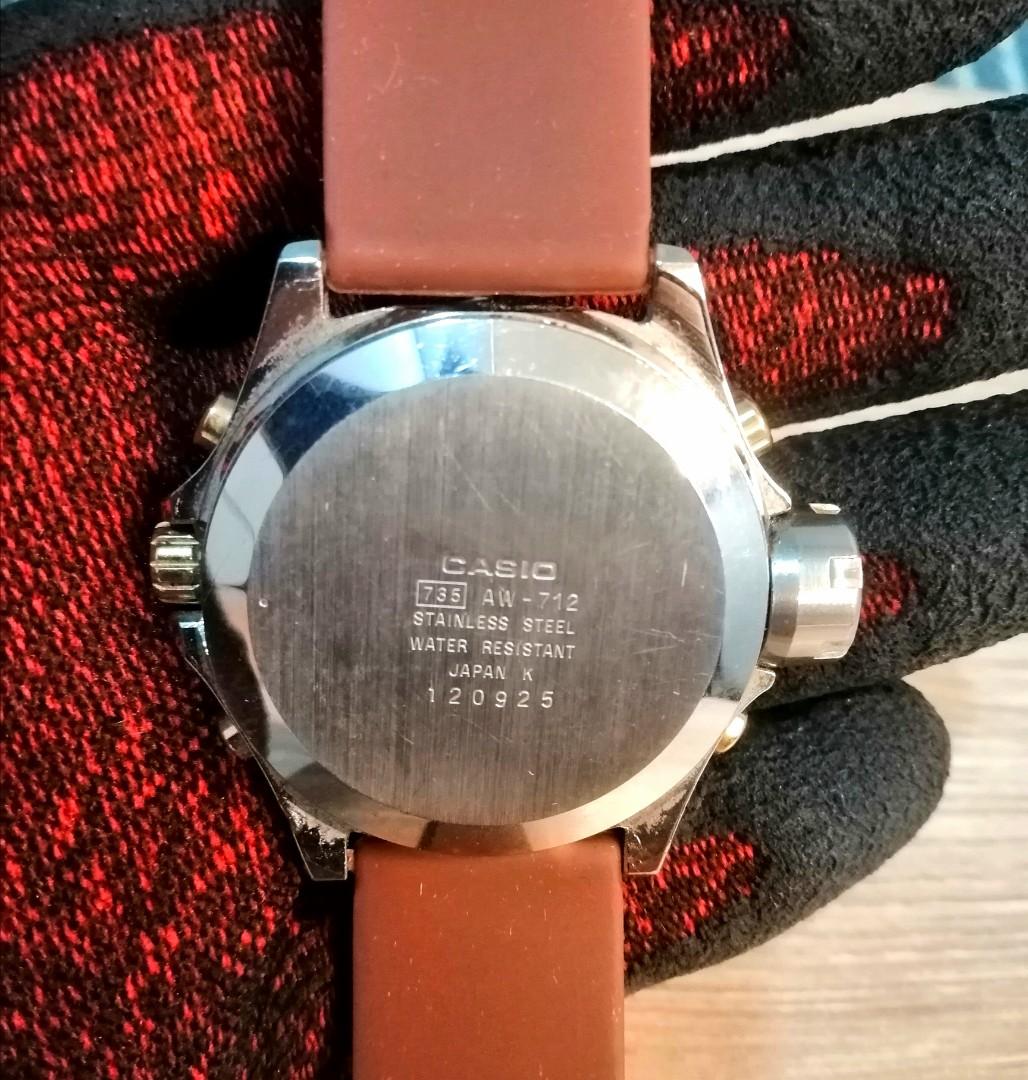 CASIO
735 AW-712
STAINLESS STEEL
WATER RESISTANT
JAPAN K
120925